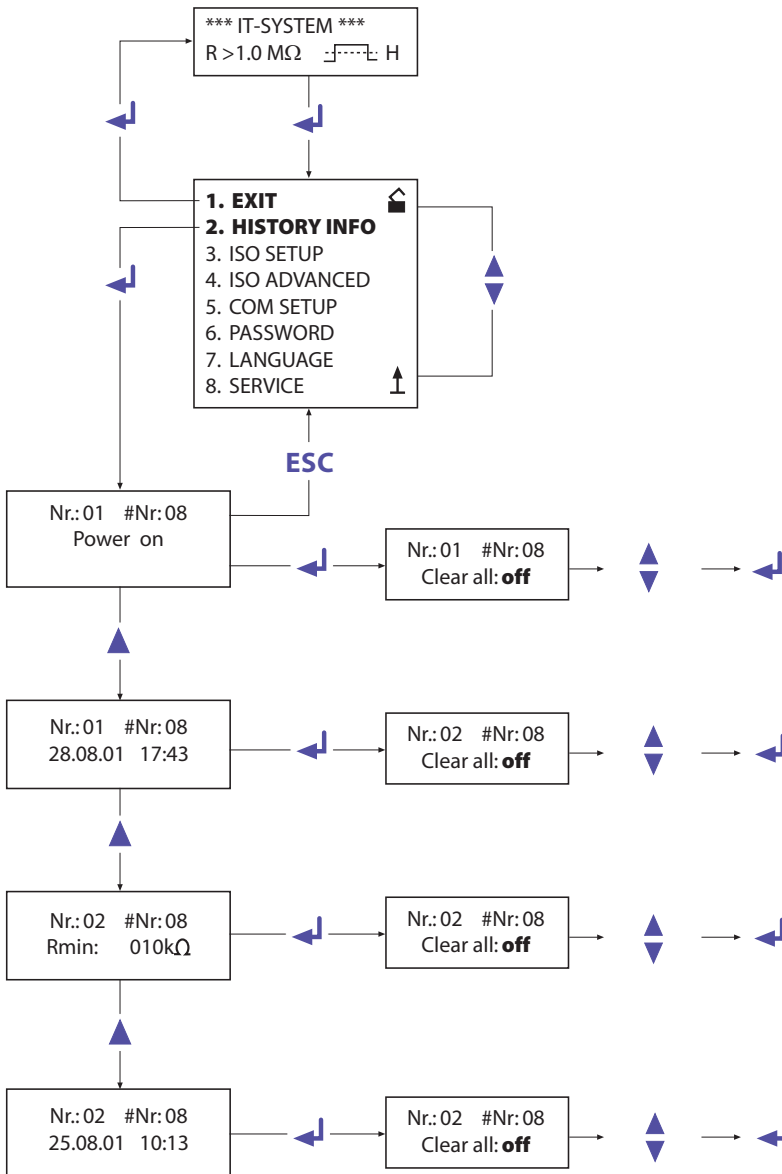 *** IT-SYSTEM ***
R >1.0 MΩ H
1. EXIT
2. HISTORY INFO
3. ISO SETUP
4. ISO ADVANCED
5. COM SETUP
6. PASSWORD
7. LANGUAGE
8. SERVICE
ESC
Nr.: 01 #Nr: 08
Power on
Nr.: 01 #Nr: 08
Clear all: off
Nr.: 01 #Nr: 08
28.08.01 17:43
Nr.: 02 #Nr: 08
Clear all: off
Nr.: 02 #Nr: 08
Rmin: 010kΩ
Nr.: 02 #Nr: 08
Clear all: off
Nr.: 02 #Nr: 08
25.08.01 10:13
Nr.: 02 #Nr: 08
Clear all: off